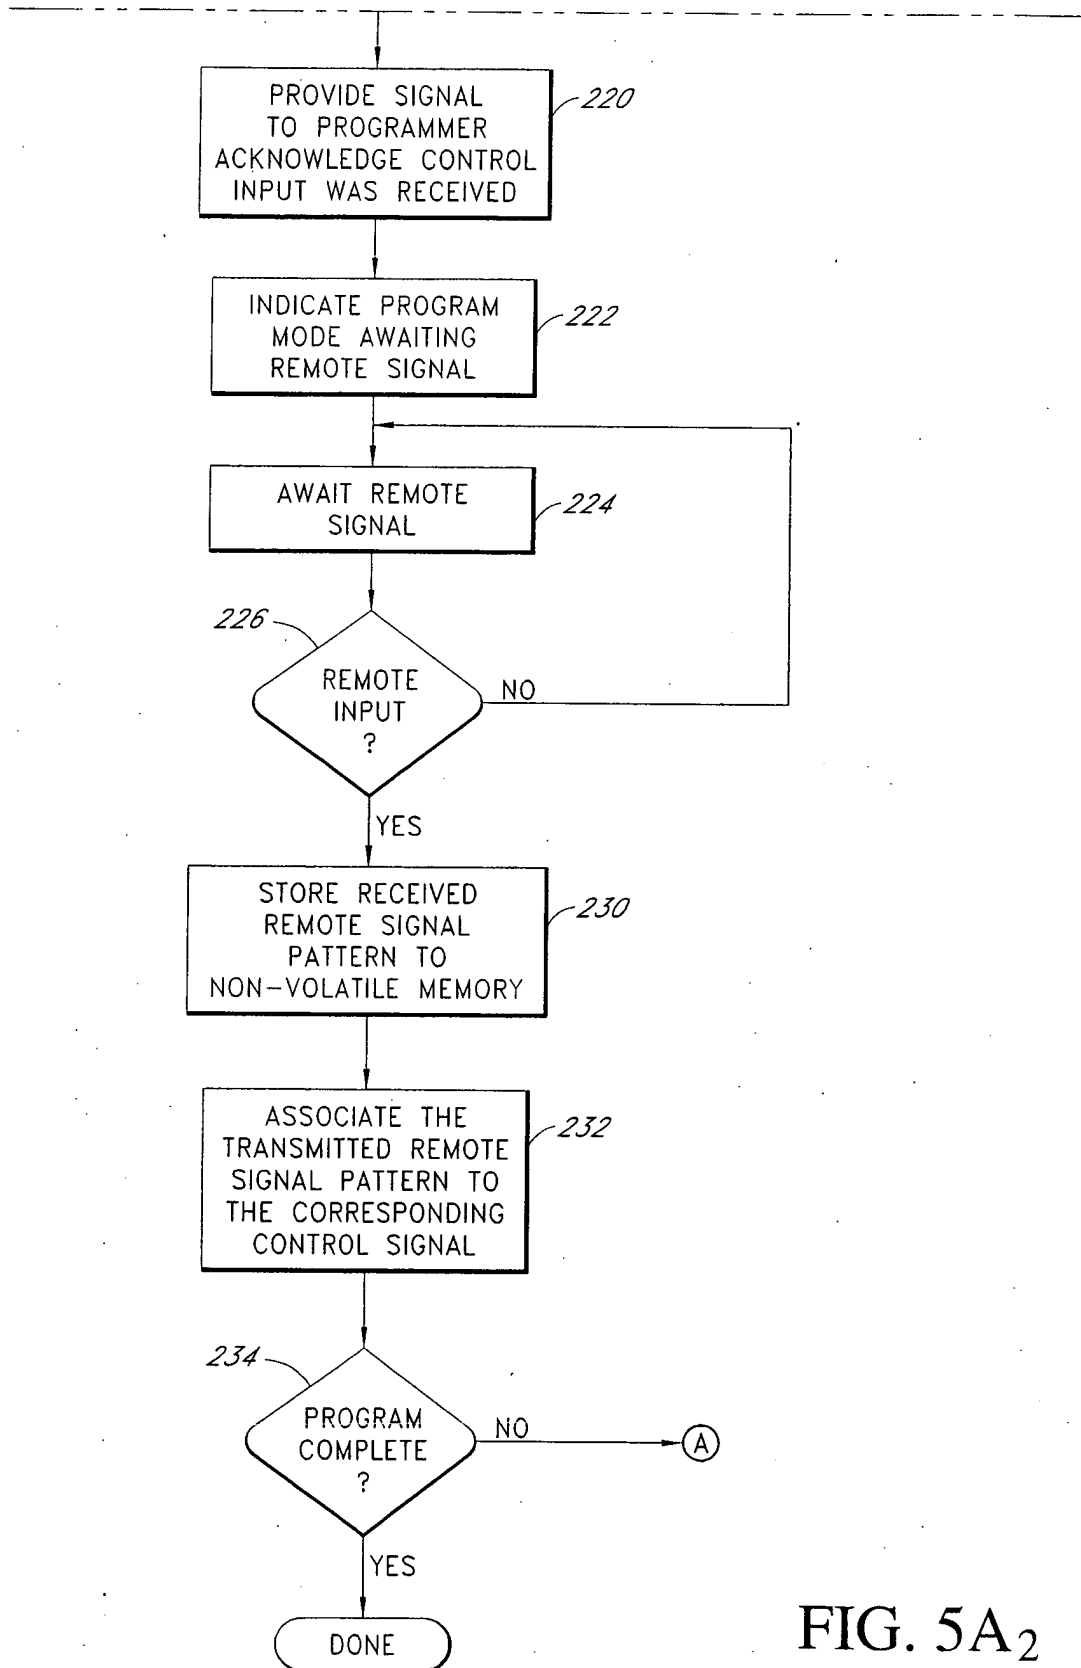 PROVIDE SIGNAL
TO PROGRAMMER
ACKNOWLEDGE CONTROL
INPUT WAS RECEIVED
220
INDICATE PROGRAM
MODE AWAITING
REMOTE SIGNAL
222
AWAIT REMOTE
SIGNAL
224
226
REMOTE
INPUT
?
NO
YES
STORE RECEIVED
REMOTE SIGNAL
PATTERN TO
NON-VOLATILE MEMORY
230
ASSOCIATE THE
TRANSMITTED REMOTE
SIGNAL PATTERN TO
THE CORRESPONDING
CONTROL SIGNAL
232
234
PROGRAM
COMPLETE
?
NO
A
YES
DONE
FIG. 5A2